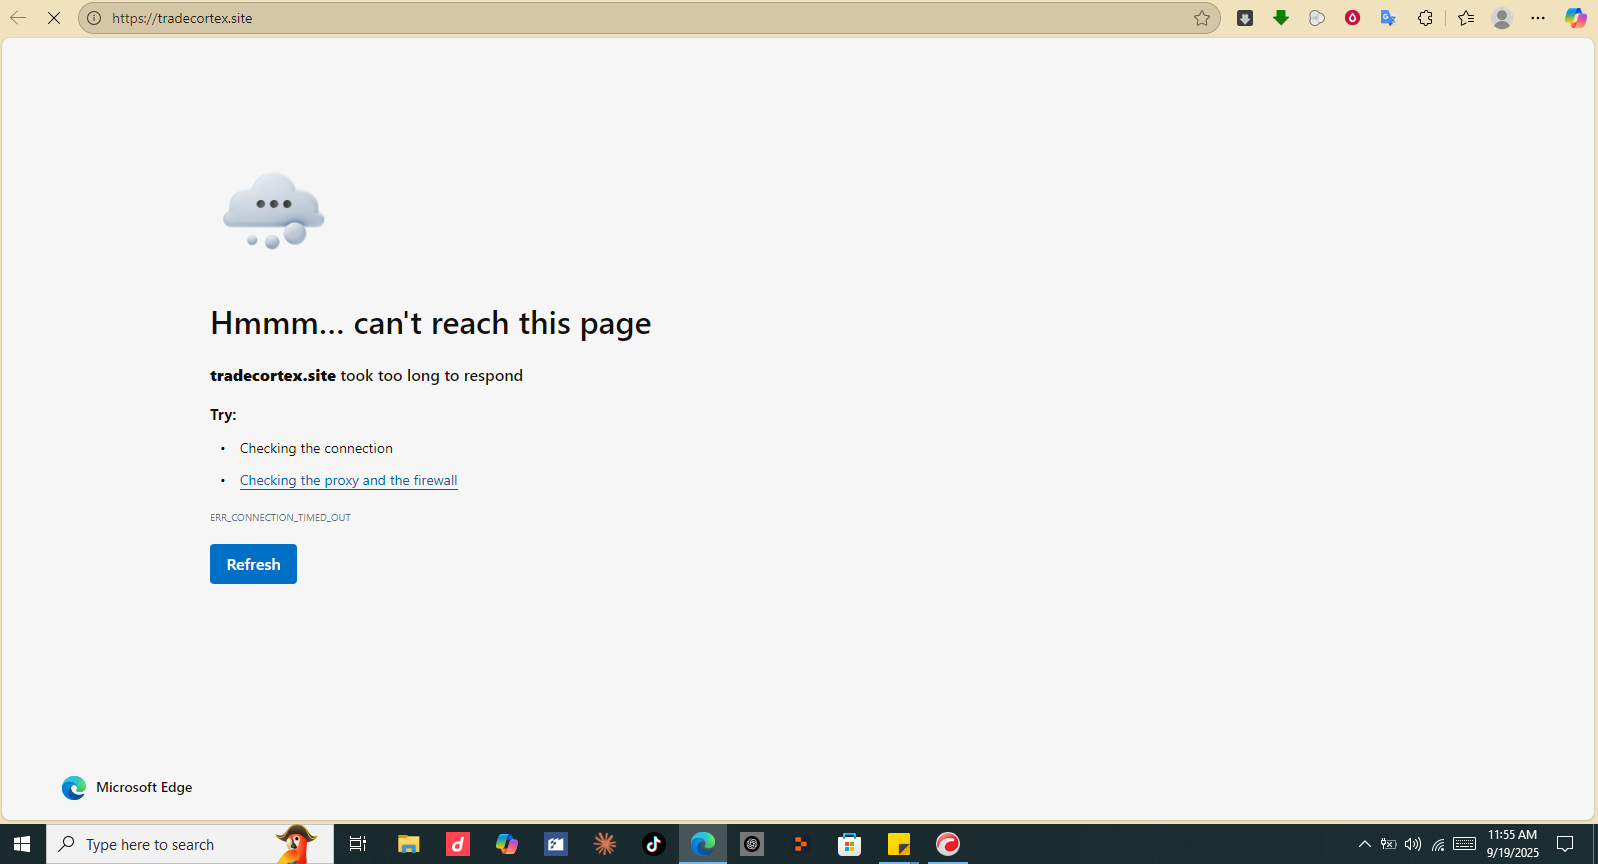 https://tradecortex.site
Hmmm... can't reach this page
tradecortex.site took too long to respond
Try:
• Checking the connection
• Checking the proxy and the firewall
ERR_CONNECTION_TIMED_OUT
Refresh
Microsoft Edge
Type here to search
11:55 AM
9/19/2025